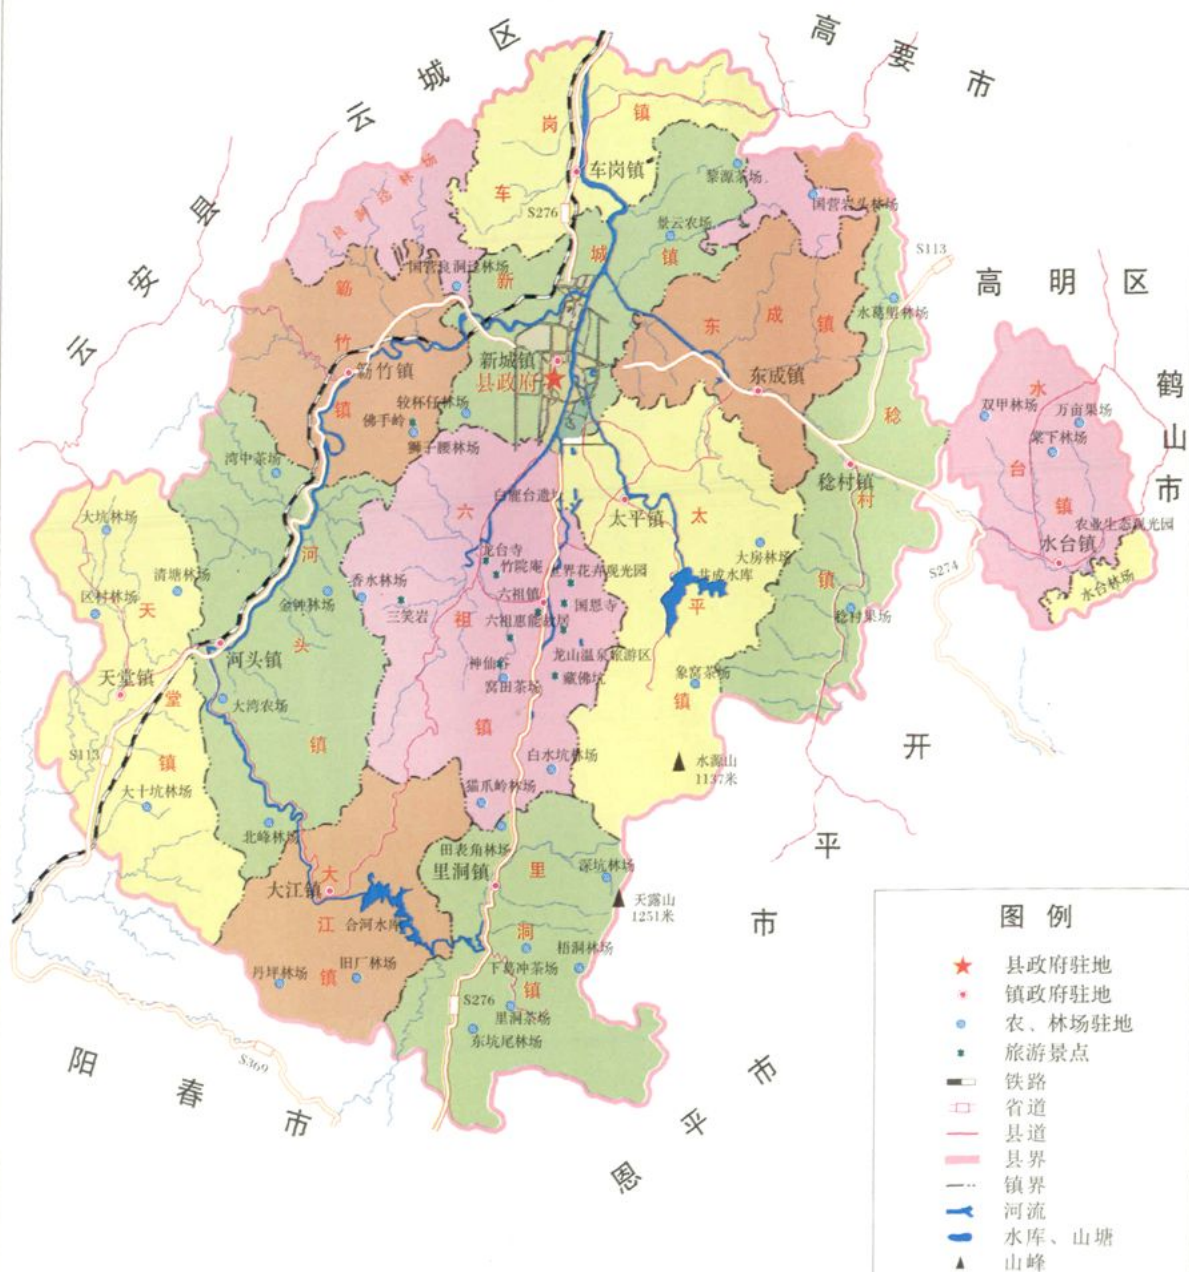 云城区
高要市
云安县
高明区
鹤山市
开平市
恩平市
阳春市
车岗镇
车岗镇
S276
新城镇
新城镇
县政府
黎源茶场
景云农场
国营岩头林场
国营良洞迳林场
良洞迳林场
簕竹镇
簕竹镇
较杯仔林场
佛手岭
狮子腰林场
东成镇
东成镇
S113
水葛朗林场
稔村镇
稔村镇
稔村果场
水台镇
水台镇
双甲林场
万亩果场
棠下林场
农业生态观光园
水台林场
S274
太平镇
太平镇
大房林场
共成水库
象窝茶场
水源山
1137米
六祖镇
六祖镇
龙台寺
竹院庵
世界花卉观光园
国恩寺
六祖惠能故居
龙山温泉旅游区
藏佛坑
神仙谷
窝田茶场
香水林场
三笑岩
白水坑林场
猫爪岭林场
河头镇
河头镇
湾中茶场
金钟林场
大湾农场
北峰林场
天堂镇
天堂镇
大坑林场
清塘林场
区村林场
S113
大十坑林场
大江镇
大江镇
合河水库
丹坪林场
旧厂林场
里洞镇
里洞镇
田表角林场
深坑林场
天露山
1251米
梧洞林场
下葛冲茶场
里洞茶场
东坑尾林场
S276
S369
图例
县政府驻地
镇政府驻地
农、林场驻地
旅游景点
铁路
省道
县道
县界
镇界
河流
水库、山塘
山峰